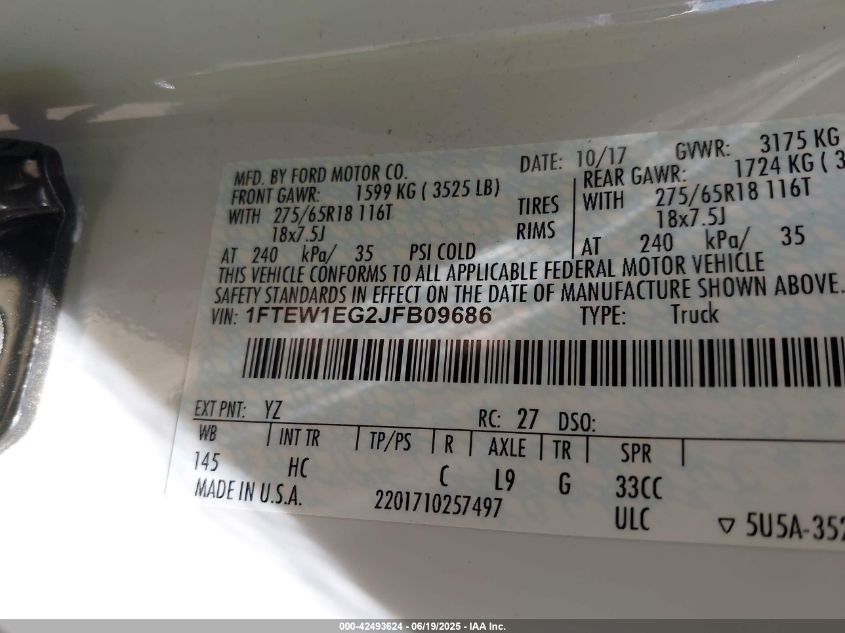 MFD. BY FORD MOTOR CO. DATE: 10/17 GVWR: 3175 KG
FRONT GAWR: 1599 KG ( 3525 LB) REAR GAWR: 1724 KG ( 3
WITH 275/65R18 116T TIRES WITH 275/65R18 116T
18x7.5J RIMS 18x7.5J
AT 240 kPa/ 35 PSI COLD AT 240 kPa/ 35
THIS VEHICLE CONFORMS TO ALL APPLICABLE FEDERAL MOTOR VEHICLE
SAFETY STANDARDS IN EFFECT ON THE DATE OF MANUFACTURE SHOWN ABOVE.
VIN: 1FTEW1EG2JFB09686 TYPE: Truck
EXT PNT: YZ RC: 27 DSO:
WB INT TR TP/PS R AXLE TR SPR
145 HC C L9 G 33CC
MADE IN U.S.A. 2201710257497 ULC ▽ 5U5A-352
000-42493624 - 06/19/2025 - IAA Inc.